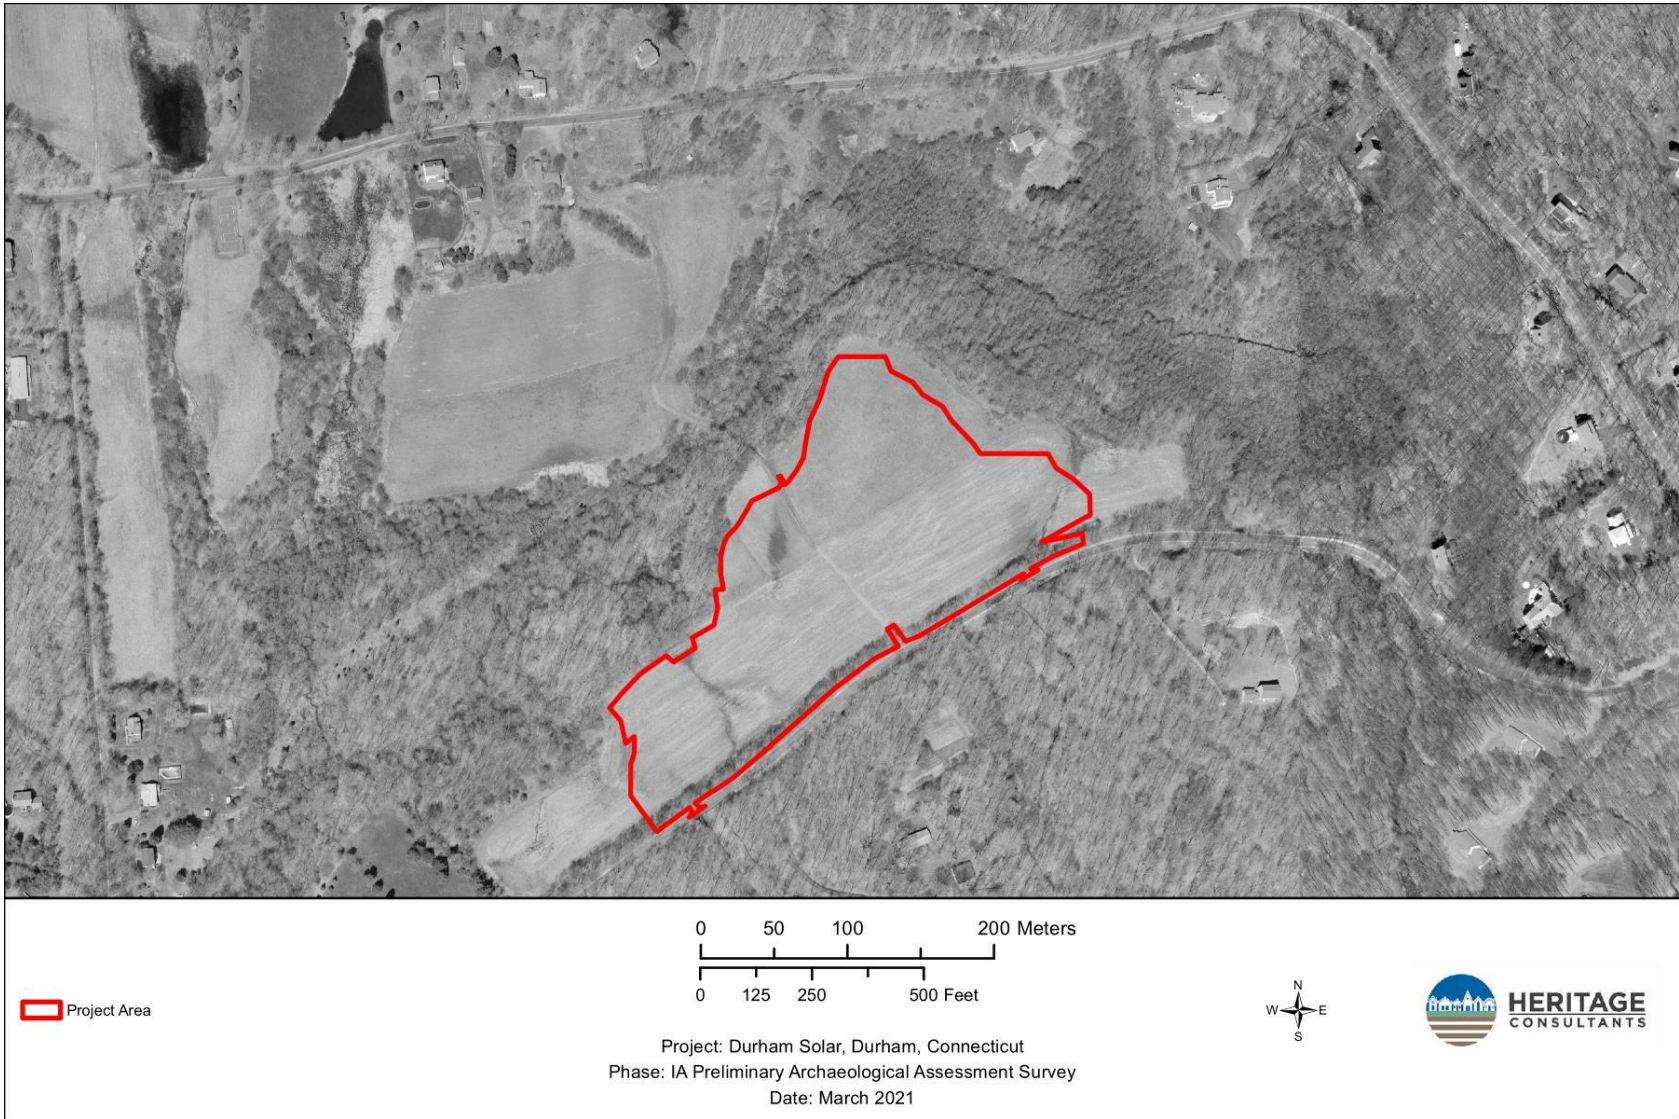 0 50 100 200 Meters
0 125 250 500 Feet
Project Area
N
W E
S
HERITAGE
CONSULTANTS
Project: Durham Solar, Durham, Connecticut
Phase: IA Preliminary Archaeological Assessment Survey
Date: March 2021